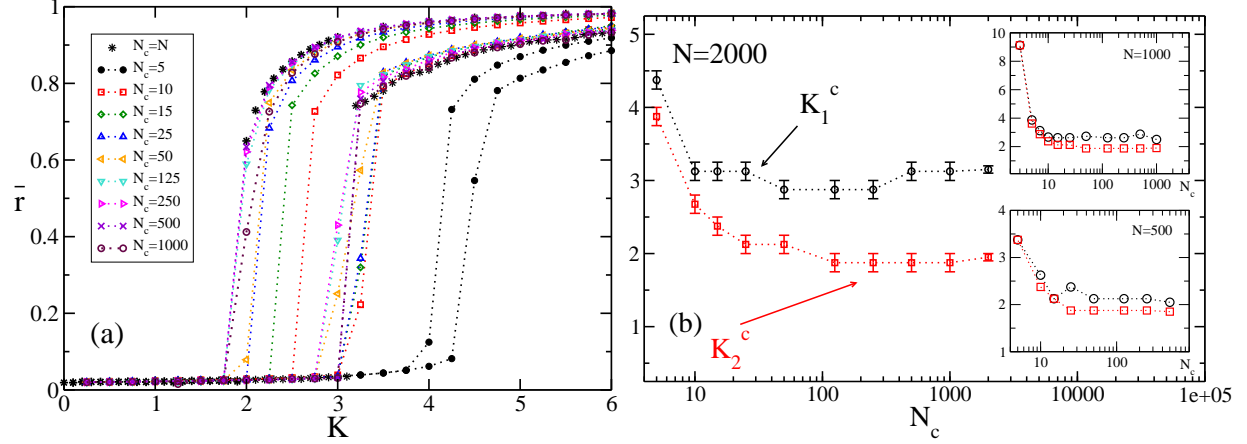 1
0.8
0.6
0.4
0.2
0
r̄
0 1 2 3 4 5 6
K
N_c=N
N_c=5
N_c=10
N_c=15
N_c=25
N_c=50
N_c=125
N_c=250
N_c=500
N_c=1000
(a)
5
4
3
2
1
10 100 1000 10000 1e+05
N_c
N=2000
K_1^c
K_2^c
(b)
N=1000
10
8
6
4
2
10 100 1000
N_c
N=500
4
3
2
1
10 100
N_c